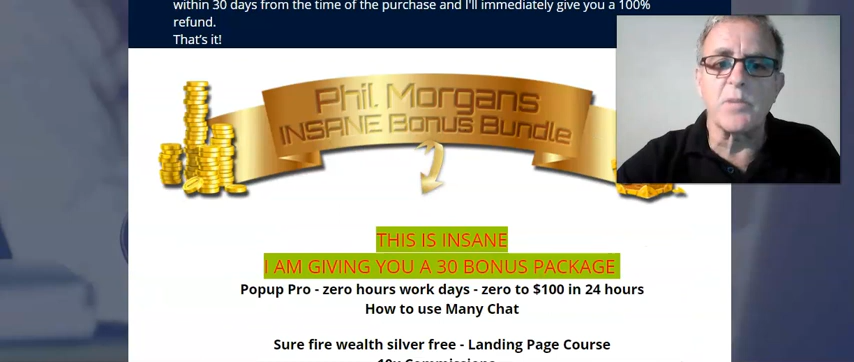 within 30 days from the time of the purchase and I'll immediately give you a 100%
refund.
That's it!
Phil Morgans
INSANE Bonus Bundle
THIS IS INSANE
I AM GIVING YOU A 30 BONUS PACKAGE
Popup Pro - zero hours work days - zero to $100 in 24 hours
How to use Many Chat
Sure fire wealth silver free - Landing Page Course
10x Commissions